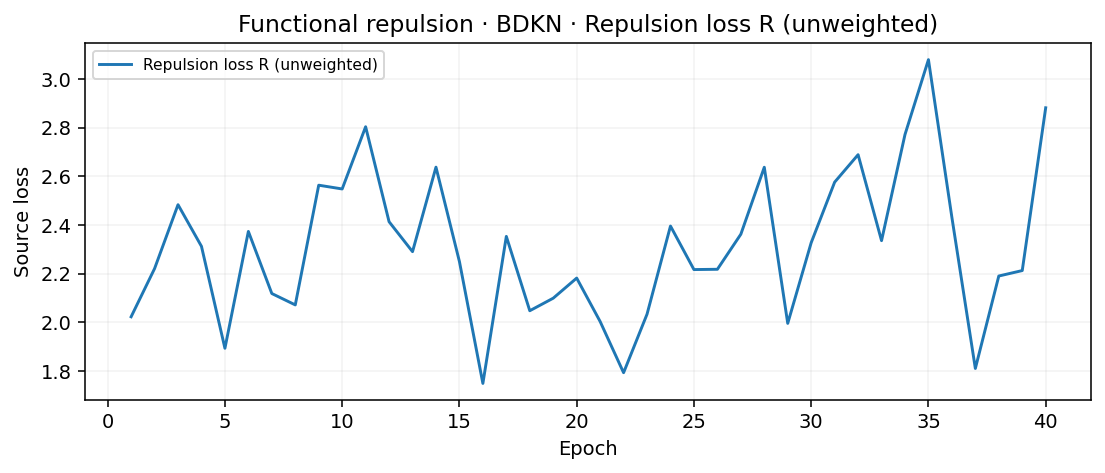 Functional repulsion · BDKN · Repulsion loss R (unweighted)
Repulsion loss R (unweighted)
Source loss
3.0
2.8
2.6
2.4
2.2
2.0
1.8
0 5 10 15 20 25 30 35 40
Epoch